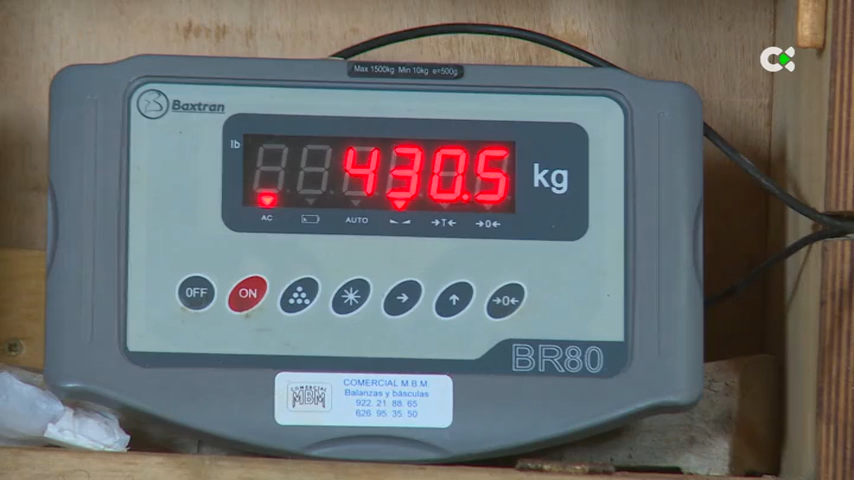 Max 1500kg Min 10kg e=500g
Baxtran
lb
430.5 kg
AC AUTO →T← →0←
OFF ON →0←
BR80
COMERCIAL MBM
COMERCIAL M.B.M.
Balanzas y básculas
922. 21. 88. 65
626 95. 35. 50